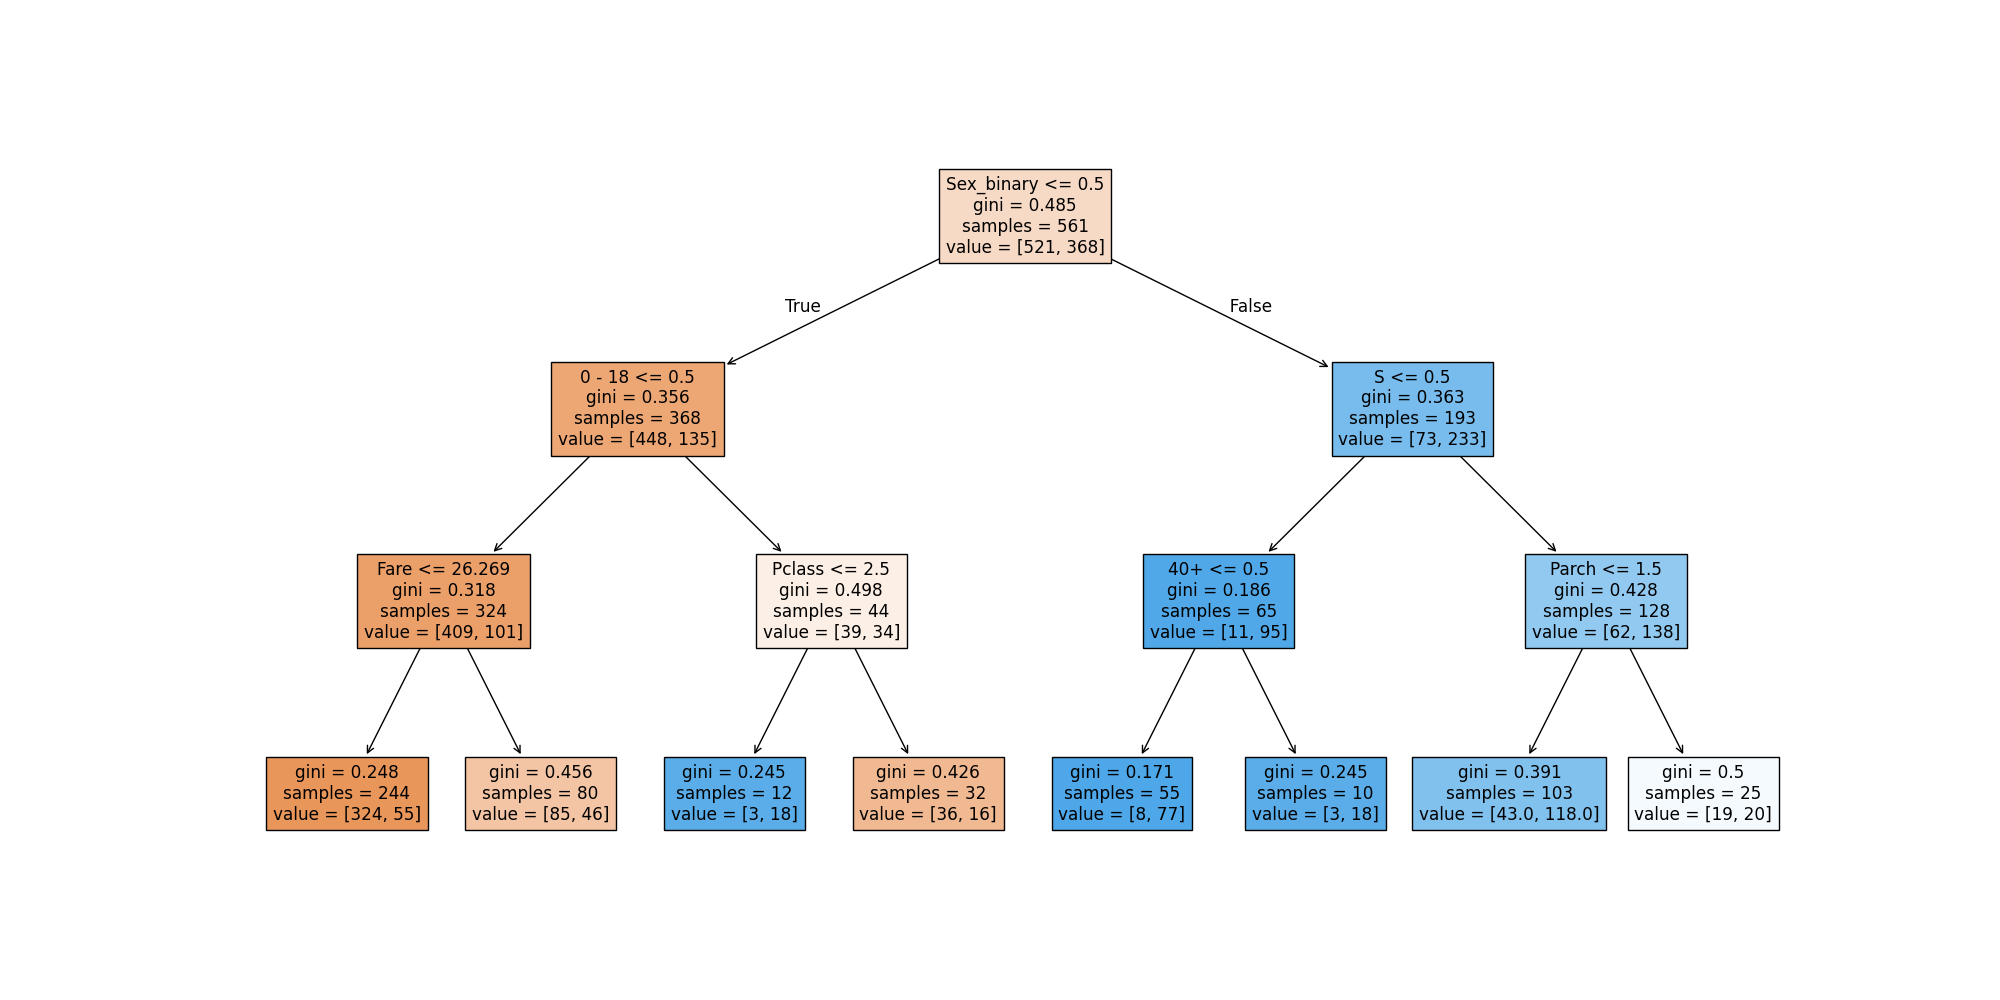 Sex_binary <= 0.5
gini = 0.485
samples = 561
value = [521, 368]
True
False
0 - 18 <= 0.5
gini = 0.356
samples = 368
value = [448, 135]
S <= 0.5
gini = 0.363
samples = 193
value = [73, 233]
Fare <= 26.269
gini = 0.318
samples = 324
value = [409, 101]
Pclass <= 2.5
gini = 0.498
samples = 44
value = [39, 34]
40+ <= 0.5
gini = 0.186
samples = 65
value = [11, 95]
Parch <= 1.5
gini = 0.428
samples = 128
value = [62, 138]
gini = 0.248
samples = 244
value = [324, 55]
gini = 0.456
samples = 80
value = [85, 46]
gini = 0.245
samples = 12
value = [3, 18]
gini = 0.426
samples = 32
value = [36, 16]
gini = 0.171
samples = 55
value = [8, 77]
gini = 0.245
samples = 10
value = [3, 18]
gini = 0.391
samples = 103
value = [43.0, 118.0]
gini = 0.5
samples = 25
value = [19, 20]